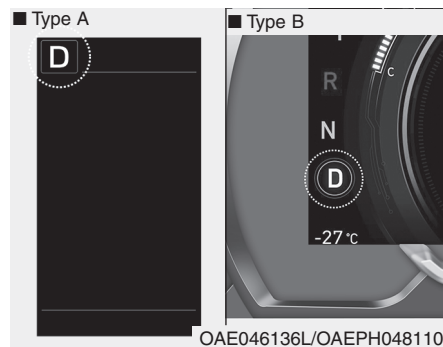 ■ Type A
D
■ Type B
C
R
N
D
-27 °C
OAE046136L/OAEPH048110